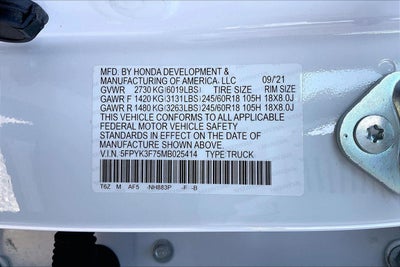 MFD. BY HONDA DEVELOPMENT &
MANUFACTURING OF AMERICA, LLC 09/21
GVWR 2730 KG (6019LBS) TIRE SIZE RIM SIZE
GAWR F 1420 KG (3131LBS) 245/60R18 105H 18X8.0J
GAWR R 1480 KG (3263LBS) 245/60R18 105H 18X8.0J
THIS VEHICLE CONFORMS TO ALL APPLICABLE
FEDERAL MOTOR VEHICLE SAFETY
STANDARDS IN EFFECT ON THE DATE OF
MANUFACTURE SHOWN ABOVE.
V.I.N. 5FPYK3F75MB025414 TYPE TRUCK
T6Z M AF5 -NH883P -F -B